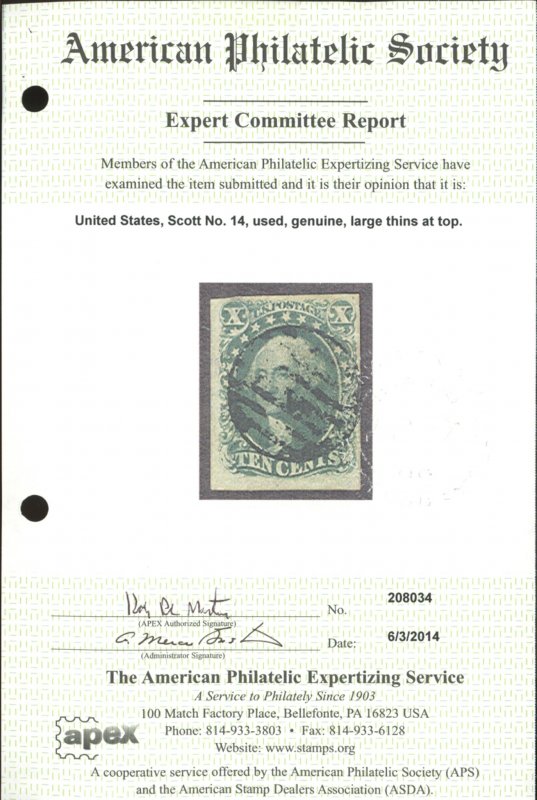 American Philatelic Society
Expert Committee Report
Members of the American Philatelic Expertizing Service have
examined the item submitted and it is their opinion that it is:
United States, Scott No. 14, used, genuine, large thins at top.
X U.S. POSTAGE X
TEN CENTS
No. 208034
(APEX Authorized Signature)
Date: 6/3/2014
(Administrator Signature)
The American Philatelic Expertizing Service
A Service to Philately Since 1903
100 Match Factory Place, Bellefonte, PA 16823 USA
Phone: 814-933-3803 • Fax: 814-933-6128
Website: www.stamps.org
apex
A cooperative service offered by the American Philatelic Society (APS)
and the American Stamp Dealers Association (ASDA).